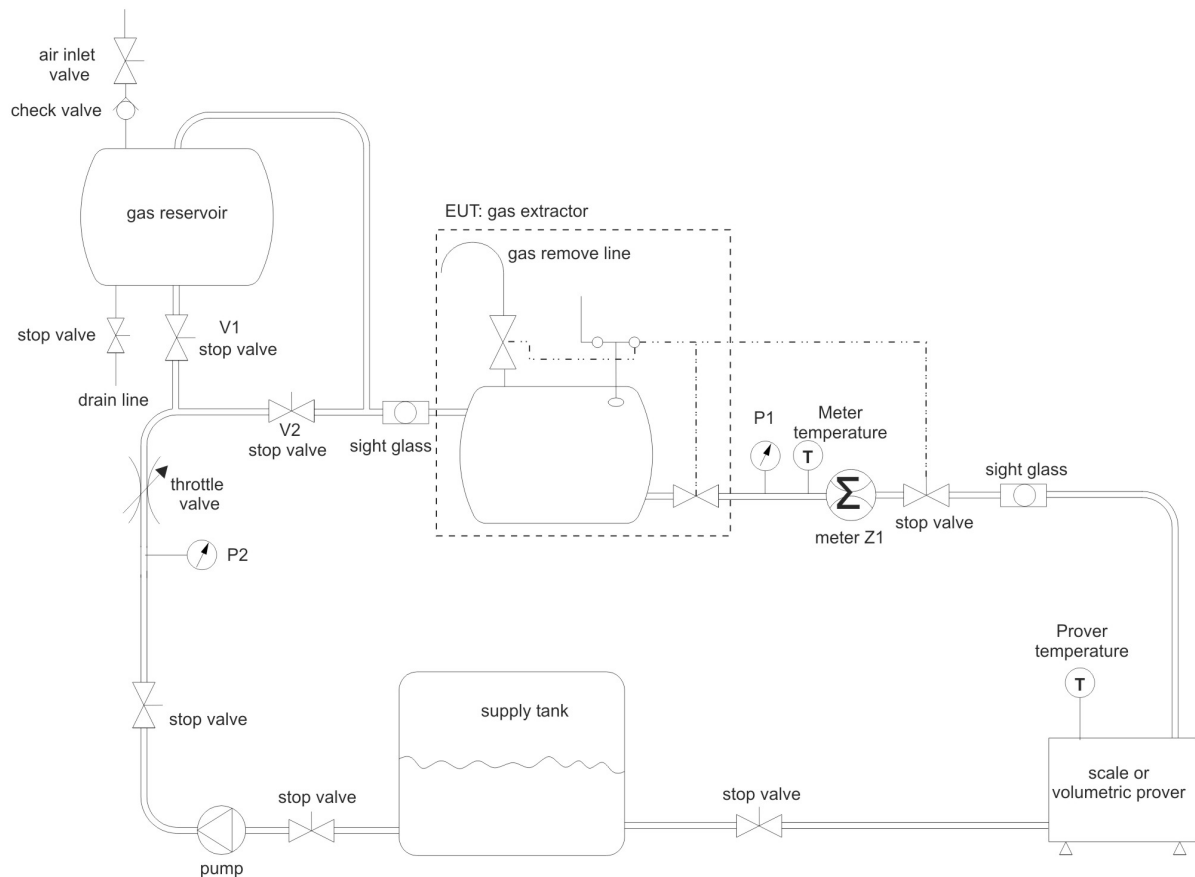 air inlet
valve
check valve
gas reservoir
EUT: gas extractor
gas remove line
stop valve
V1
stop valve
drain line
V2
stop valve
sight glass
P1
Meter
temperature
T
sight glass
throttle
valve
Σ
meter Z1
stop valve
P2
Prover
temperature
T
stop valve
supply tank
scale or
volumetric prover
stop valve
stop valve
pump